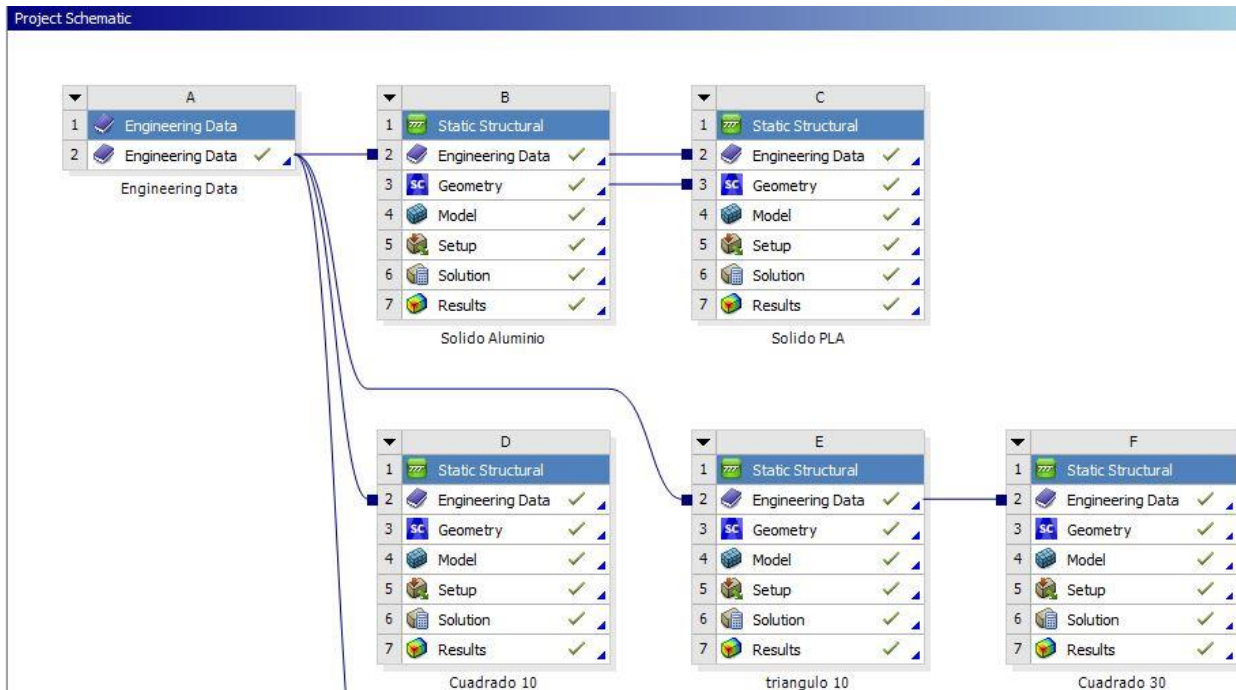 Project Schematic
A
1 Engineering Data
2 Engineering Data
Engineering Data
B
1 Static Structural
2 Engineering Data
3 SC Geometry
4 Model
5 Setup
6 Solution
7 Results
Solido Aluminio
C
1 Static Structural
2 Engineering Data
3 SC Geometry
4 Model
5 Setup
6 Solution
7 Results
Solido PLA
D
1 Static Structural
2 Engineering Data
3 SC Geometry
4 Model
5 Setup
6 Solution
7 Results
Cuadrado 10
E
1 Static Structural
2 Engineering Data
3 SC Geometry
4 Model
5 Setup
6 Solution
7 Results
triangulo 10
F
1 Static Structural
2 Engineering Data
3 SC Geometry
4 Model
5 Setup
6 Solution
7 Results
Cuadrado 30